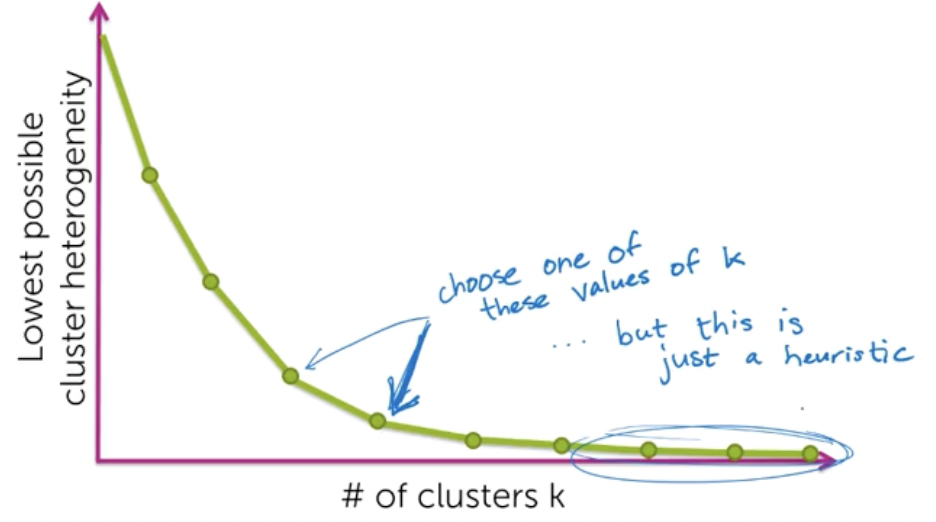 Lowest possible
cluster heterogeneity
choose one of
these values of k
... but this is
just a heuristic
# of clusters k